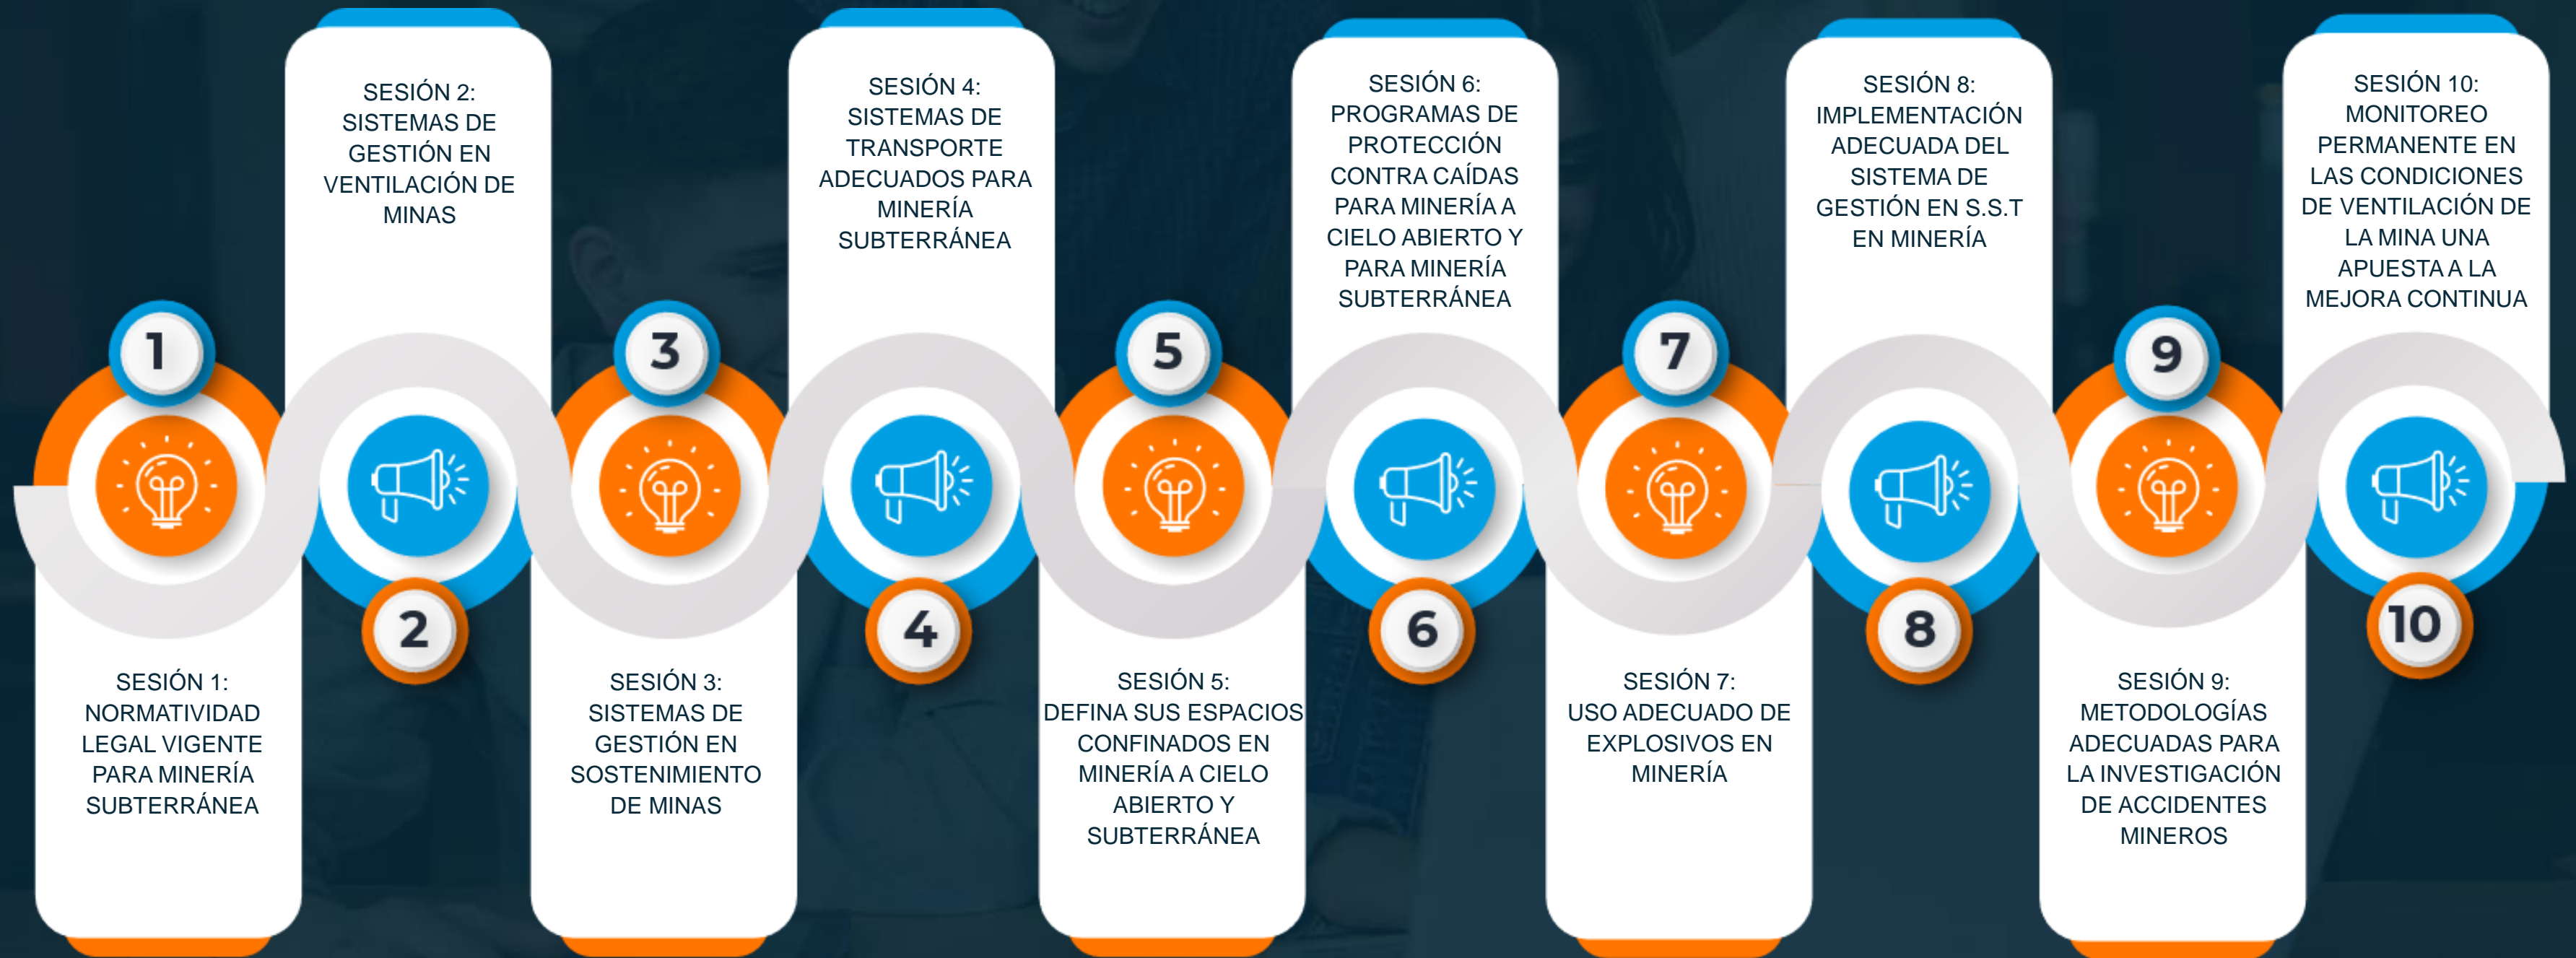 SESIÓN 1:
NORMATIVIDAD
LEGAL VIGENTE
PARA MINERÍA
SUBTERRÁNEA
1
SESIÓN 2:
SISTEMAS DE
GESTIÓN EN
VENTILACIÓN DE
MINAS
2
3
SESIÓN 3:
SISTEMAS DE
GESTIÓN EN
SOSTENIMIENTO
DE MINAS
SESIÓN 4:
SISTEMAS DE
TRANSPORTE
ADECUADOS PARA
MINERÍA
SUBTERRÁNEA
4
5
SESIÓN 5:
DEFINA SUS ESPACIOS
CONFINADOS EN
MINERÍA A CIELO
ABIERTO Y
SUBTERRÁNEA
SESIÓN 6:
PROGRAMAS DE
PROTECCIÓN
CONTRA CAÍDAS
PARA MINERÍA A
CIELO ABIERTO Y
PARA MINERÍA
SUBTERRÁNEA
6
7
SESIÓN 7:
USO ADECUADO DE
EXPLOSIVOS EN
MINERÍA
SESIÓN 8:
IMPLEMENTACIÓN
ADECUADA DEL
SISTEMA DE
GESTIÓN EN S.S.T
EN MINERÍA
8
9
SESIÓN 9:
METODOLOGÍAS
ADECUADAS PARA
LA INVESTIGACIÓN
DE ACCIDENTES
MINEROS
SESIÓN 10:
MONITOREO
PERMANENTE EN
LAS CONDICIONES
DE VENTILACIÓN DE
LA MINA UNA
APUESTA A LA
MEJORA CONTINUA
10